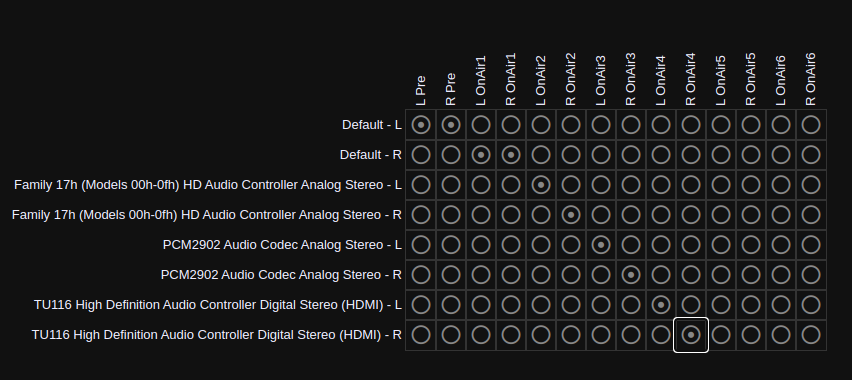 L Pre
R Pre
L OnAir1
R OnAir1
L OnAir2
R OnAir2
L OnAir3
R OnAir3
L OnAir4
R OnAir4
L OnAir5
R OnAir5
L OnAir6
R OnAir6
Default - L
Default - R
Family 17h (Models 00h-0fh) HD Audio Controller Analog Stereo - L
Family 17h (Models 00h-0fh) HD Audio Controller Analog Stereo - R
PCM2902 Audio Codec Analog Stereo - L
PCM2902 Audio Codec Analog Stereo - R
TU116 High Definition Audio Controller Digital Stereo (HDMI) - L
TU116 High Definition Audio Controller Digital Stereo (HDMI) - R